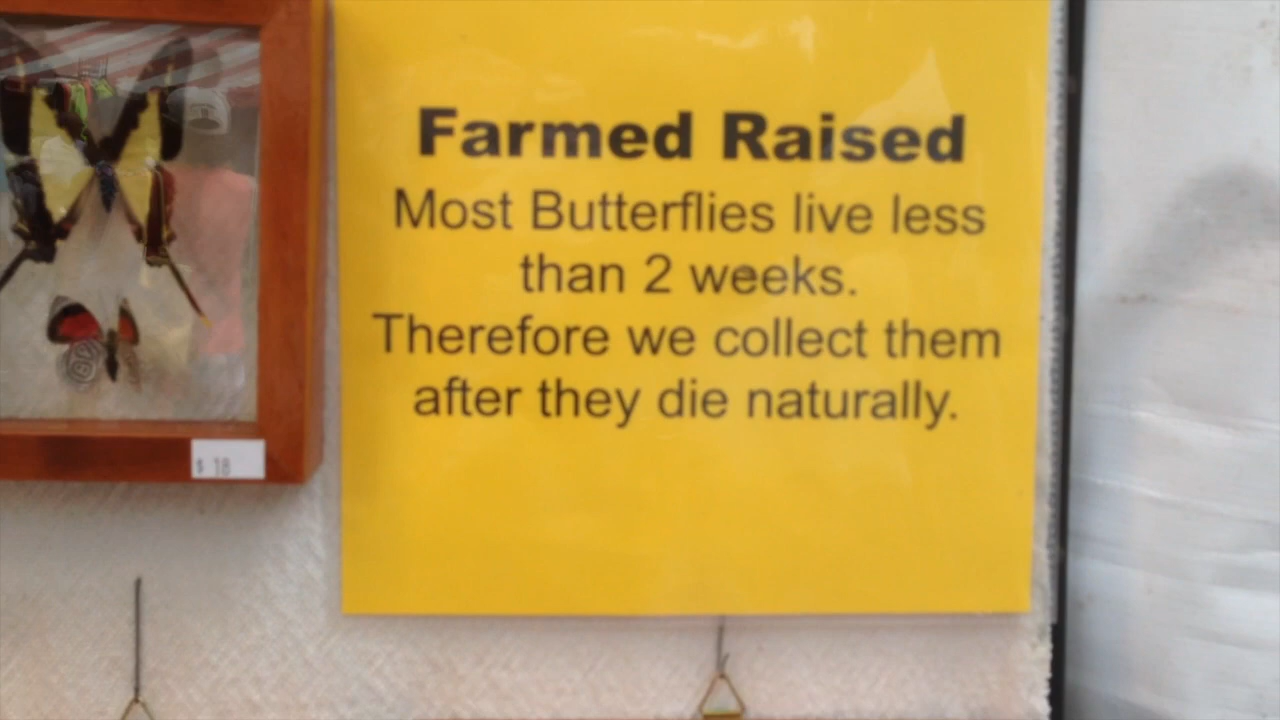 Farmed Raised
Most Butterflies live less
than 2 weeks.
Therefore we collect them
after they die naturally.
$ 18